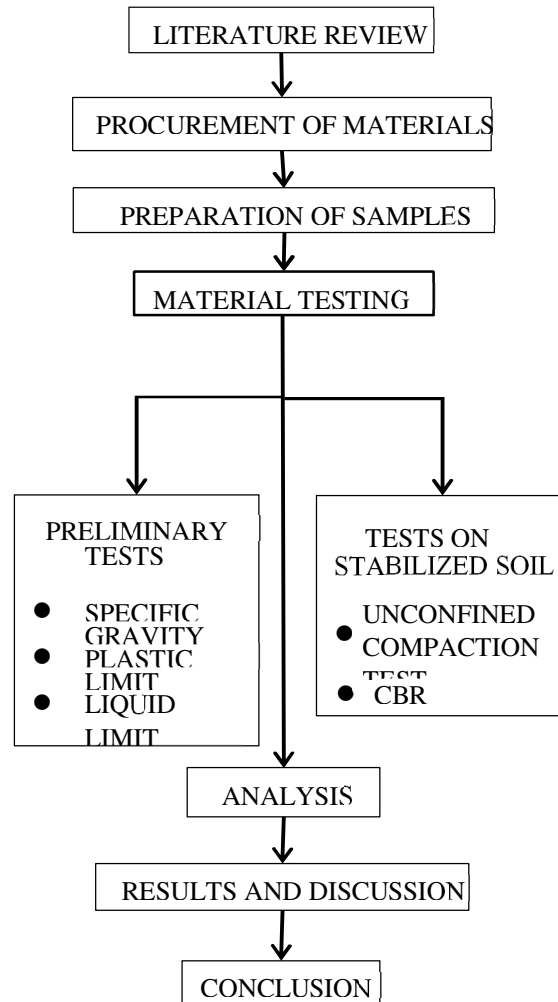 LITERATURE REVIEW
PROCUREMENT OF MATERIALS
PREPARATION OF SAMPLES
MATERIAL TESTING
PRELIMINARY
TESTS
● SPECIFIC
GRAVITY
● PLASTIC
LIMIT
● LIQUID
LIMIT
TESTS ON
STABILIZED SOIL
● UNCONFINED
COMPACTION
TEST
● CBR
ANALYSIS
RESULTS AND DISCUSSION
CONCLUSION